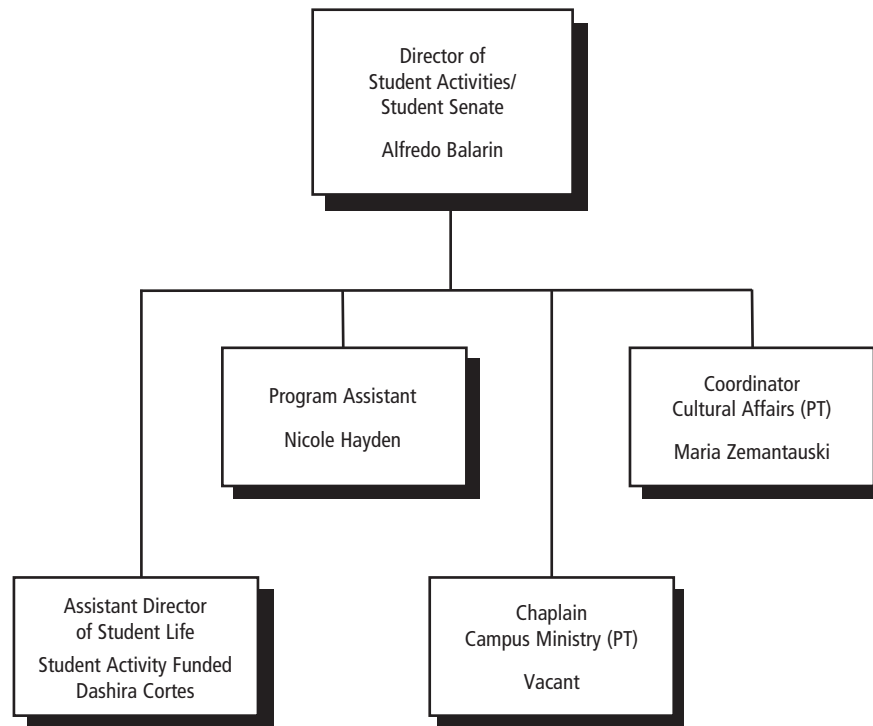 Director of
Student Activities/
Student Senate
Alfredo Balarin
Program Assistant
Nicole Hayden
Coordinator
Cultural Affairs (PT)
Maria Zemantauski
Assistant Director
of Student Life
Student Activity Funded
Dashira Cortes
Chaplain
Campus Ministry (PT)
Vacant